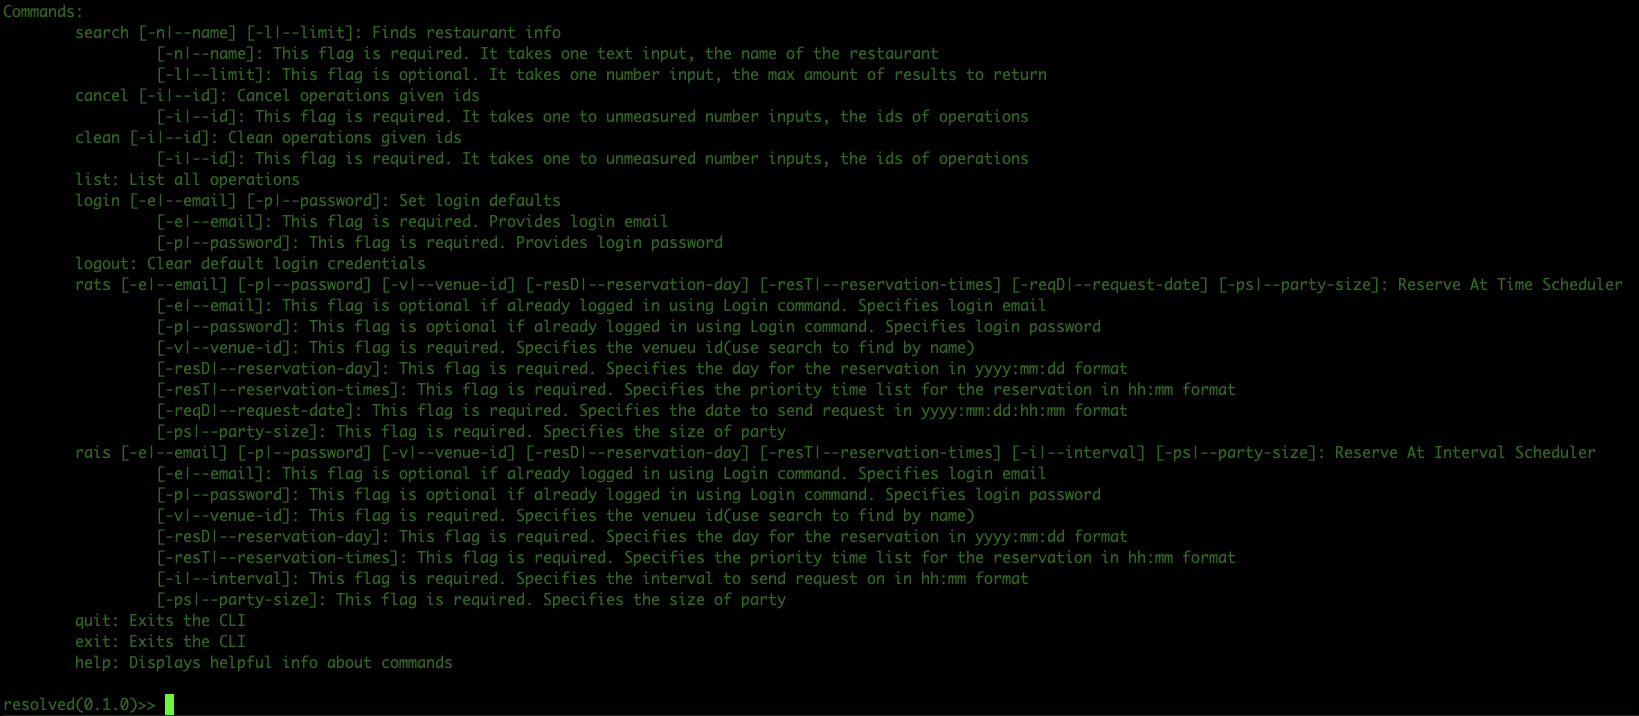 Commands:
search [-n|--name] [-l|--limit]: Finds restaurant info
[-n|--name]: This flag is required. It takes one text input, the name of the restaurant
[-l|--limit]: This flag is optional. It takes one number input, the max amount of results to return
cancel [-i|--id]: Cancel operations given ids
[-i|--id]: This flag is required. It takes one to unmeasured number inputs, the ids of operations
clean [-i|--id]: Clean operations given ids
[-i|--id]: This flag is required. It takes one to unmeasured number inputs, the ids of operations
list: List all operations
login [-e|--email] [-p|--password]: Set login defaults
[-e|--email]: This flag is required. Provides login email
[-p|--password]: This flag is required. Provides login password
logout: Clear default login credentials
rats [-e|--email] [-p|--password] [-v|--venue-id] [-resD|--reservation-day] [-resT|--reservation-times] [-reqD|--request-date] [-ps|--party-size]: Reserve At Time Scheduler
[-e|--email]: This flag is optional if already logged in using Login command. Specifies login email
[-p|--password]: This flag is optional if already logged in using Login command. Specifies login password
[-v|--venue-id]: This flag is required. Specifies the venueu id(use search to find by name)
[-resD|--reservation-day]: This flag is required. Specifies the day for the reservation in yyyy:mm:dd format
[-resT|--reservation-times]: This flag is required. Specifies the priority time list for the reservation in hh:mm format
[-reqD|--request-date]: This flag is required. Specifies the date to send request in yyyy:mm:dd:hh:mm format
[-ps|--party-size]: This flag is required. Specifies the size of party
rais [-e|--email] [-p|--password] [-v|--venue-id] [-resD|--reservation-day] [-resT|--reservation-times] [-i|--interval] [-ps|--party-size]: Reserve At Interval Scheduler
[-e|--email]: This flag is optional if already logged in using Login command. Specifies login email
[-p|--password]: This flag is optional if already logged in using Login command. Specifies login password
[-v|--venue-id]: This flag is required. Specifies the venueu id(use search to find by name)
[-resD|--reservation-day]: This flag is required. Specifies the day for the reservation in yyyy:mm:dd format
[-resT|--reservation-times]: This flag is required. Specifies the priority time list for the reservation in hh:mm format
[-i|--interval]: This flag is required. Specifies the interval to send request on in hh:mm format
[-ps|--party-size]: This flag is required. Specifies the size of party
quit: Exits the CLI
exit: Exits the CLI
help: Displays helpful info about commands
resolved(0.1.0)>>